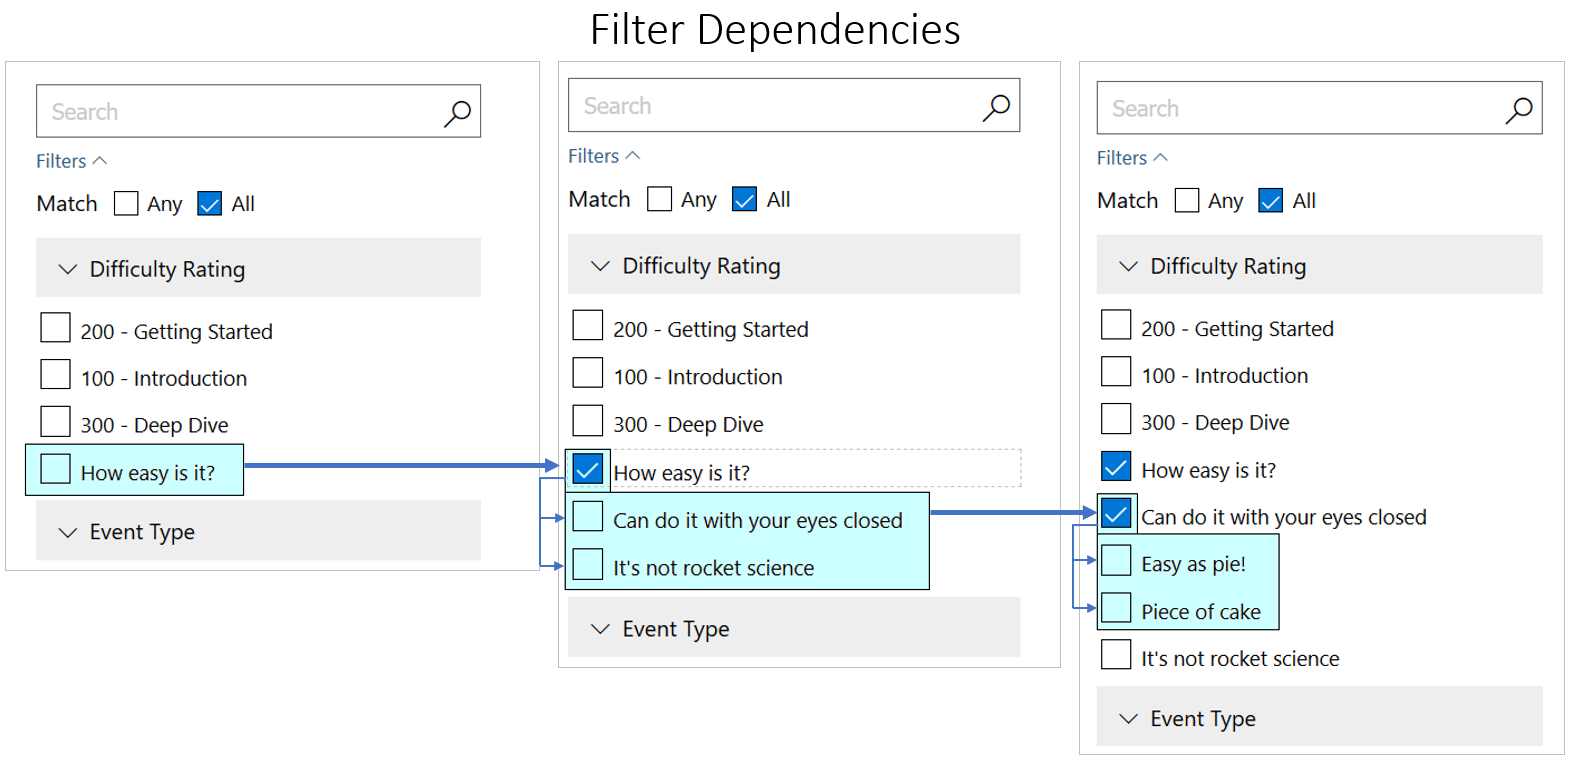 Filter Dependencies
Search
Filters
Match Any All
Difficulty Rating
200 - Getting Started
100 - Introduction
300 - Deep Dive
How easy is it?
Event Type
Search
Filters
Match Any All
Difficulty Rating
200 - Getting Started
100 - Introduction
300 - Deep Dive
How easy is it?
Can do it with your eyes closed
It's not rocket science
Event Type
Search
Filters
Match Any All
Difficulty Rating
200 - Getting Started
100 - Introduction
300 - Deep Dive
How easy is it?
Can do it with your eyes closed
Easy as pie!
Piece of cake
It's not rocket science
Event Type